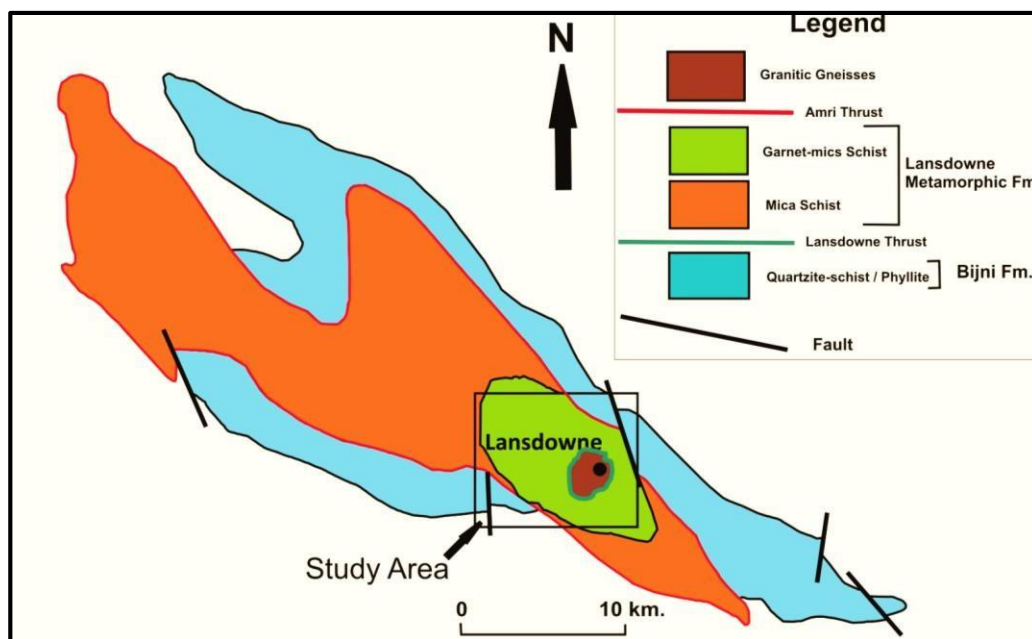 Legend
N
Granitic Gneisses
Amri Thrust
Garnet-mics Schist
Lansdowne
Metamorphic Fm
Mica Schist
Lansdowne Thrust
Quartzite-schist / Phyllite
Bijni Fm.
Fault
Lansdowne
Study Area
0 10 km.